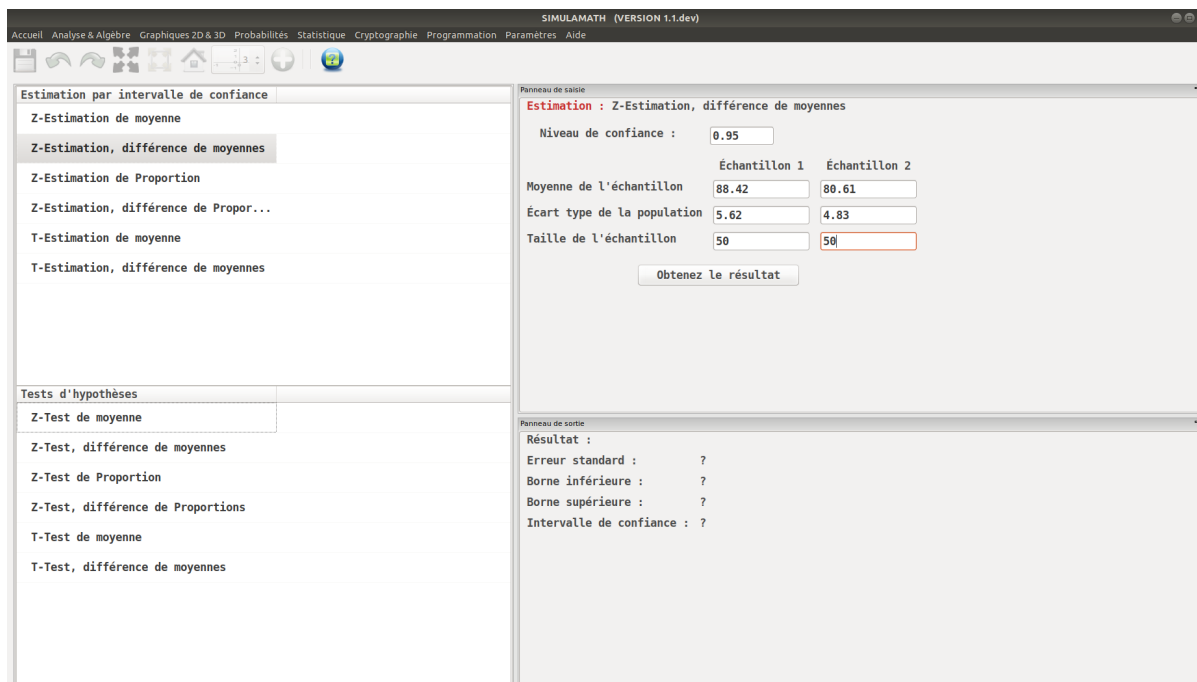 SIMULAMATH (VERSION 1.1.dev)
Accueil Analyse & Algèbre Graphiques 2D & 3D Probabilités Statistique Cryptographie Programmation Paramètres Aide
3
Estimation par intervalle de confiance
Z-Estimation de moyenne
Z-Estimation, différence de moyennes
Z-Estimation de Proportion
Z-Estimation, différence de Propor...
T-Estimation de moyenne
T-Estimation, différence de moyennes
Tests d'hypothèses
Z-Test de moyenne
Z-Test, différence de moyennes
Z-Test de Proportion
Z-Test, différence de Proportions
T-Test de moyenne
T-Test, différence de moyennes
Panneau de saisie
Estimation : Z-Estimation, différence de moyennes
Niveau de confiance : 0.95
Échantillon 1 Échantillon 2
Moyenne de l'échantillon 88.42 80.61
Écart type de la population 5.62 4.83
Taille de l'échantillon 50 50
Obtenez le résultat
Panneau de sortie
Résultat :
Erreur standard : ?
Borne inférieure : ?
Borne supérieure : ?
Intervalle de confiance : ?